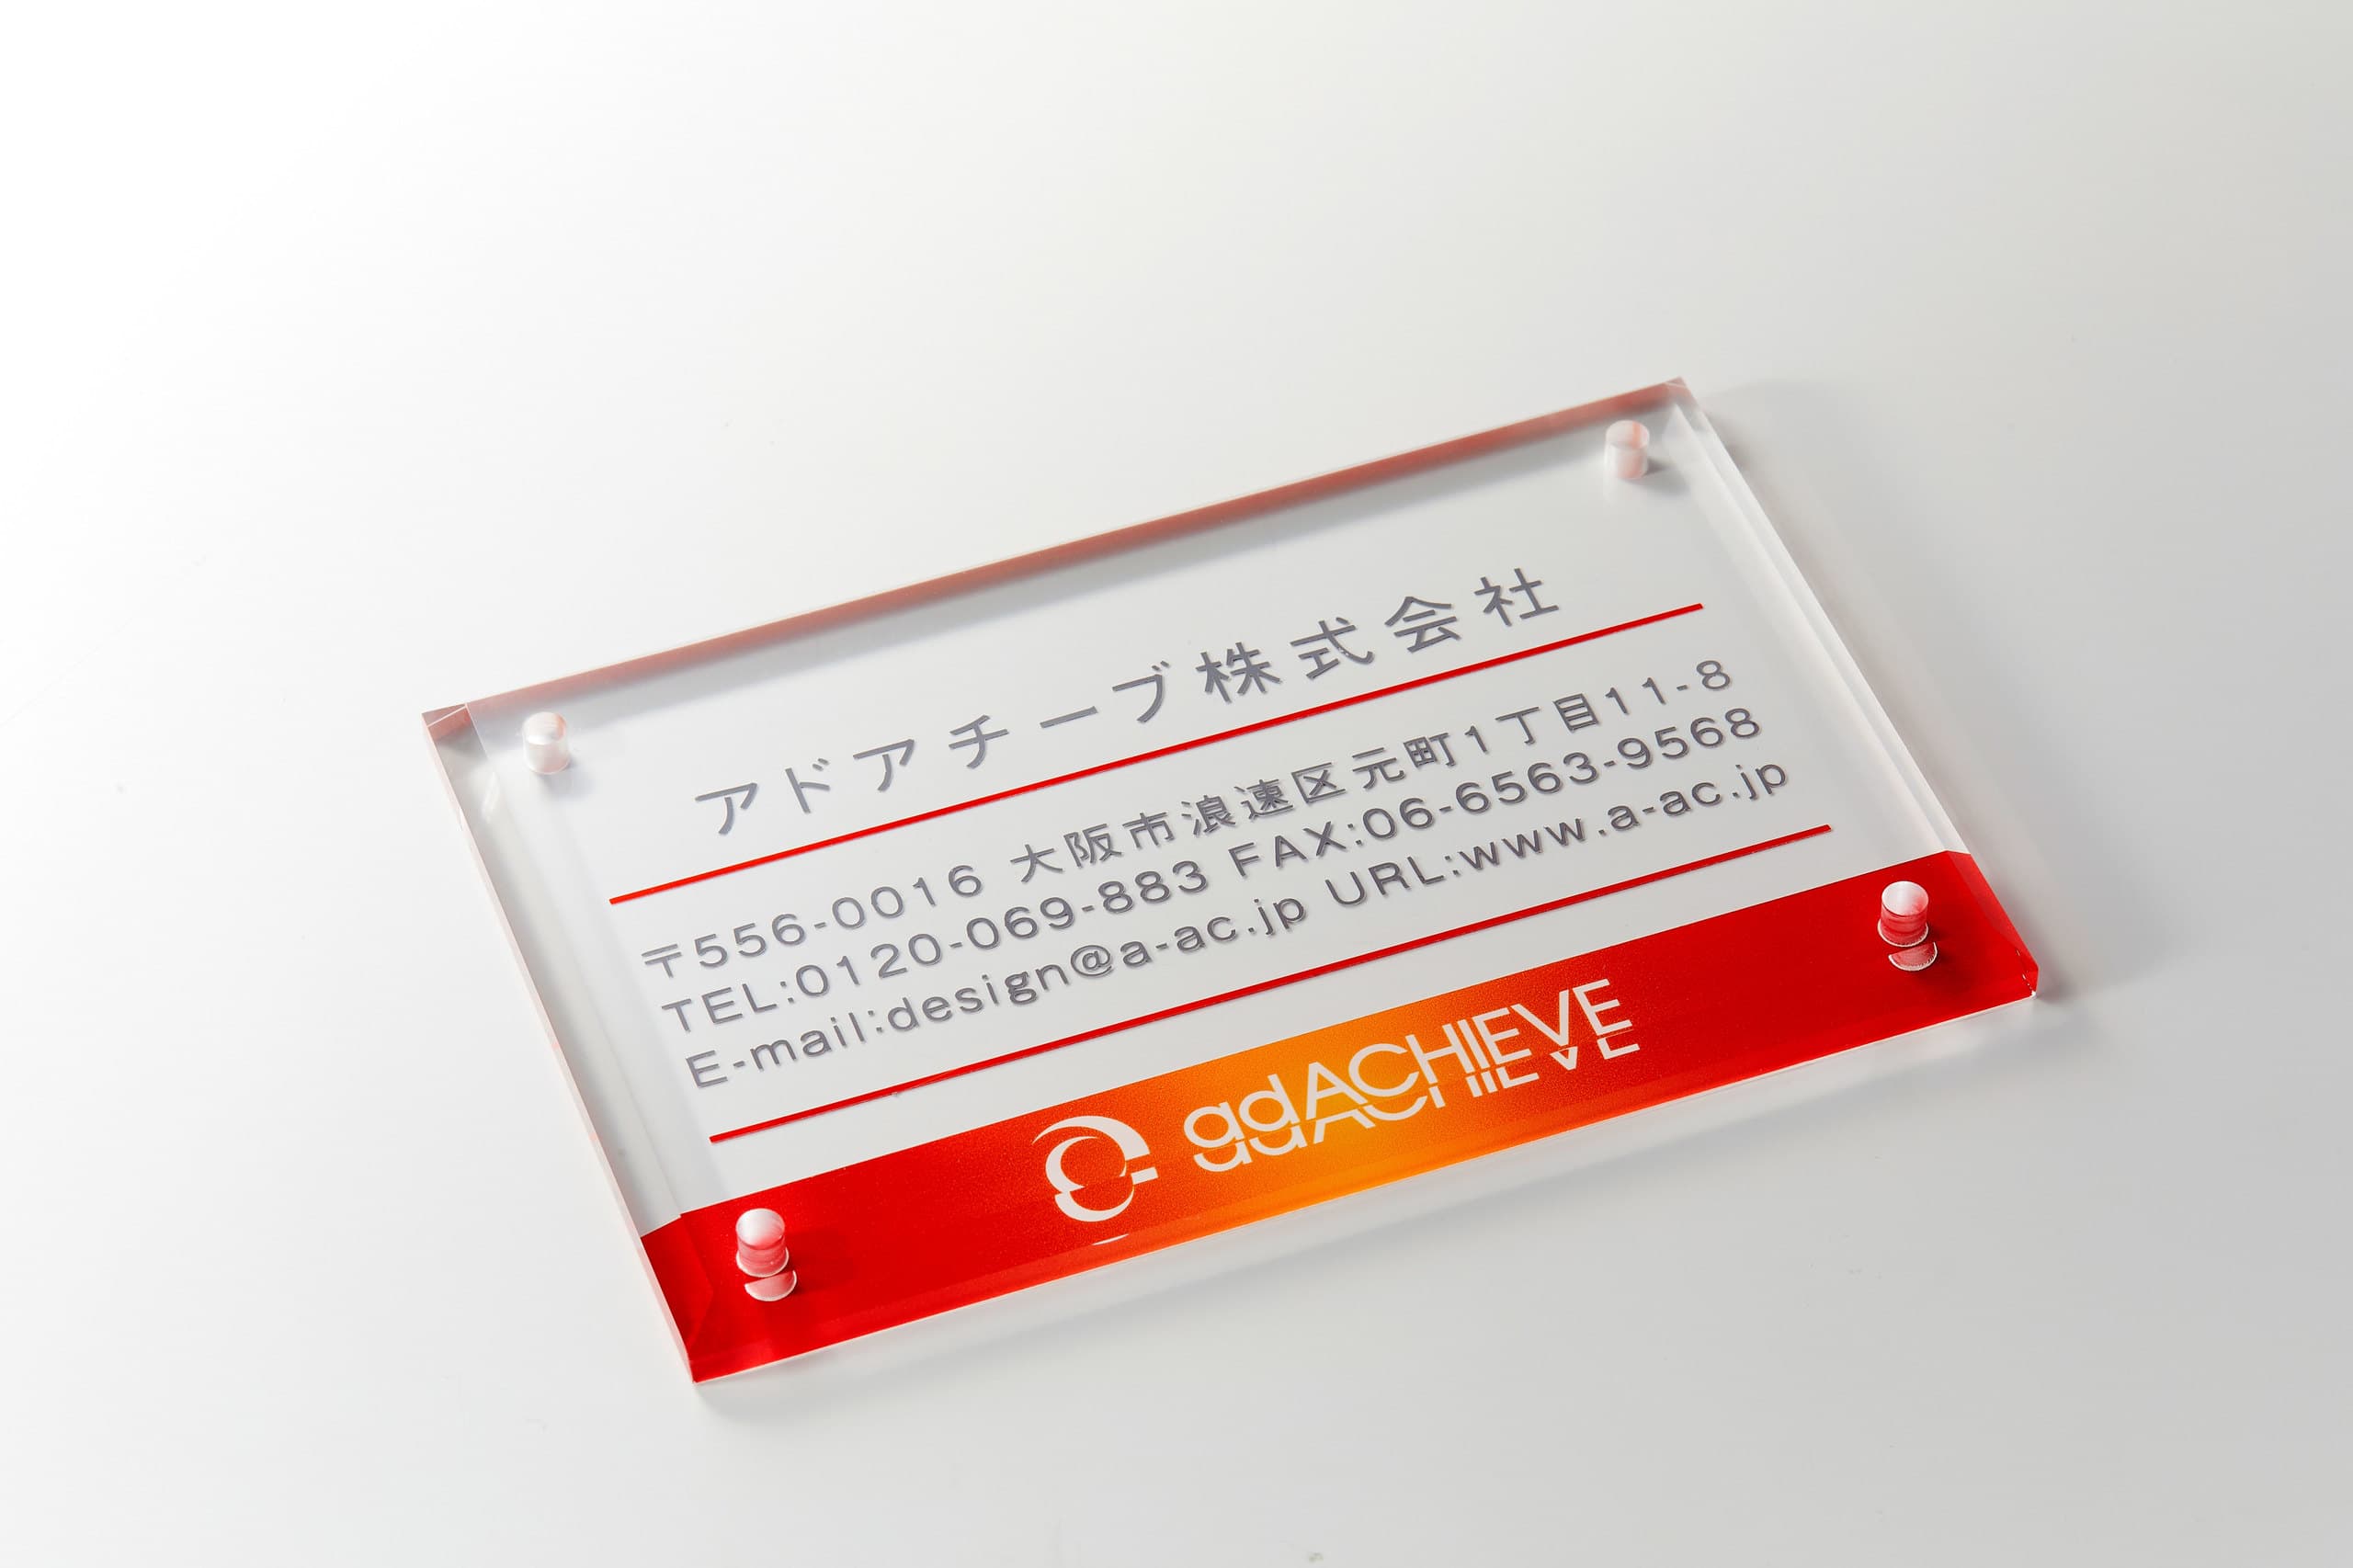 アドアチーブ株式会社
〒556-0016 大阪市浪速区元町1丁目11-8
TEL:0120-069-883 FAX:06-6563-9568
E-mail:design@a-ac.jp URL:www.a-ac.jp
adACHIEVE